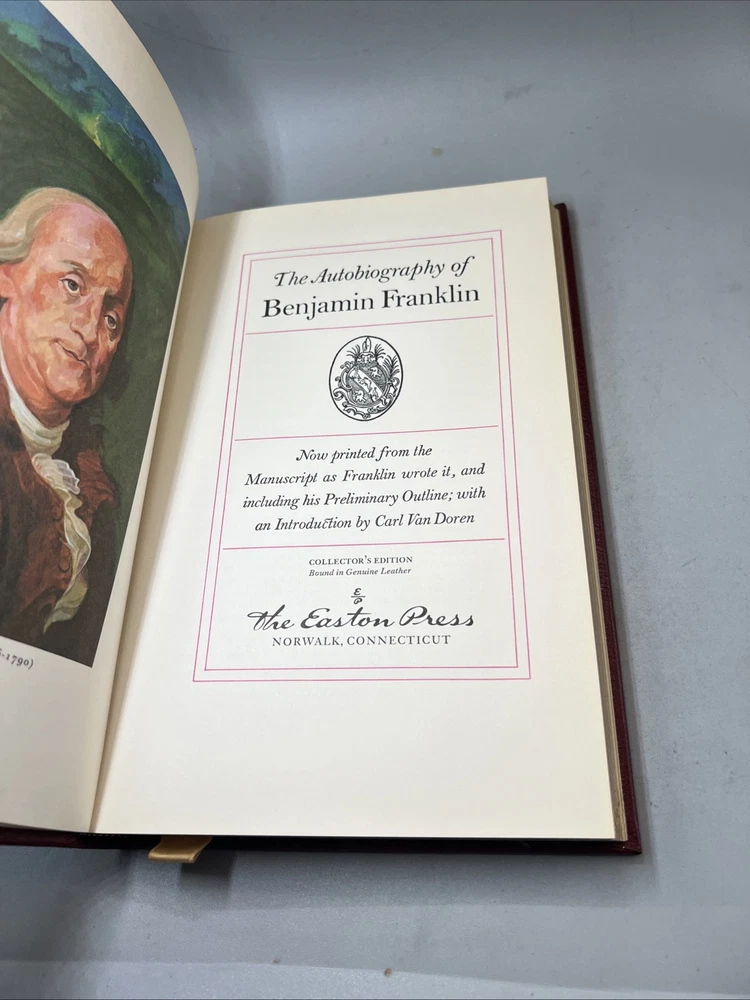 The Autobiography of
Benjamin Franklin
Now printed from the
Manuscript as Franklin wrote it, and
including his Preliminary Outline; with
an Introduction by Carl Van Doren
COLLECTOR'S EDITION
Bound in Genuine Leather
E
P
The Easton Press
NORWALK, CONNECTICUT
-1790)